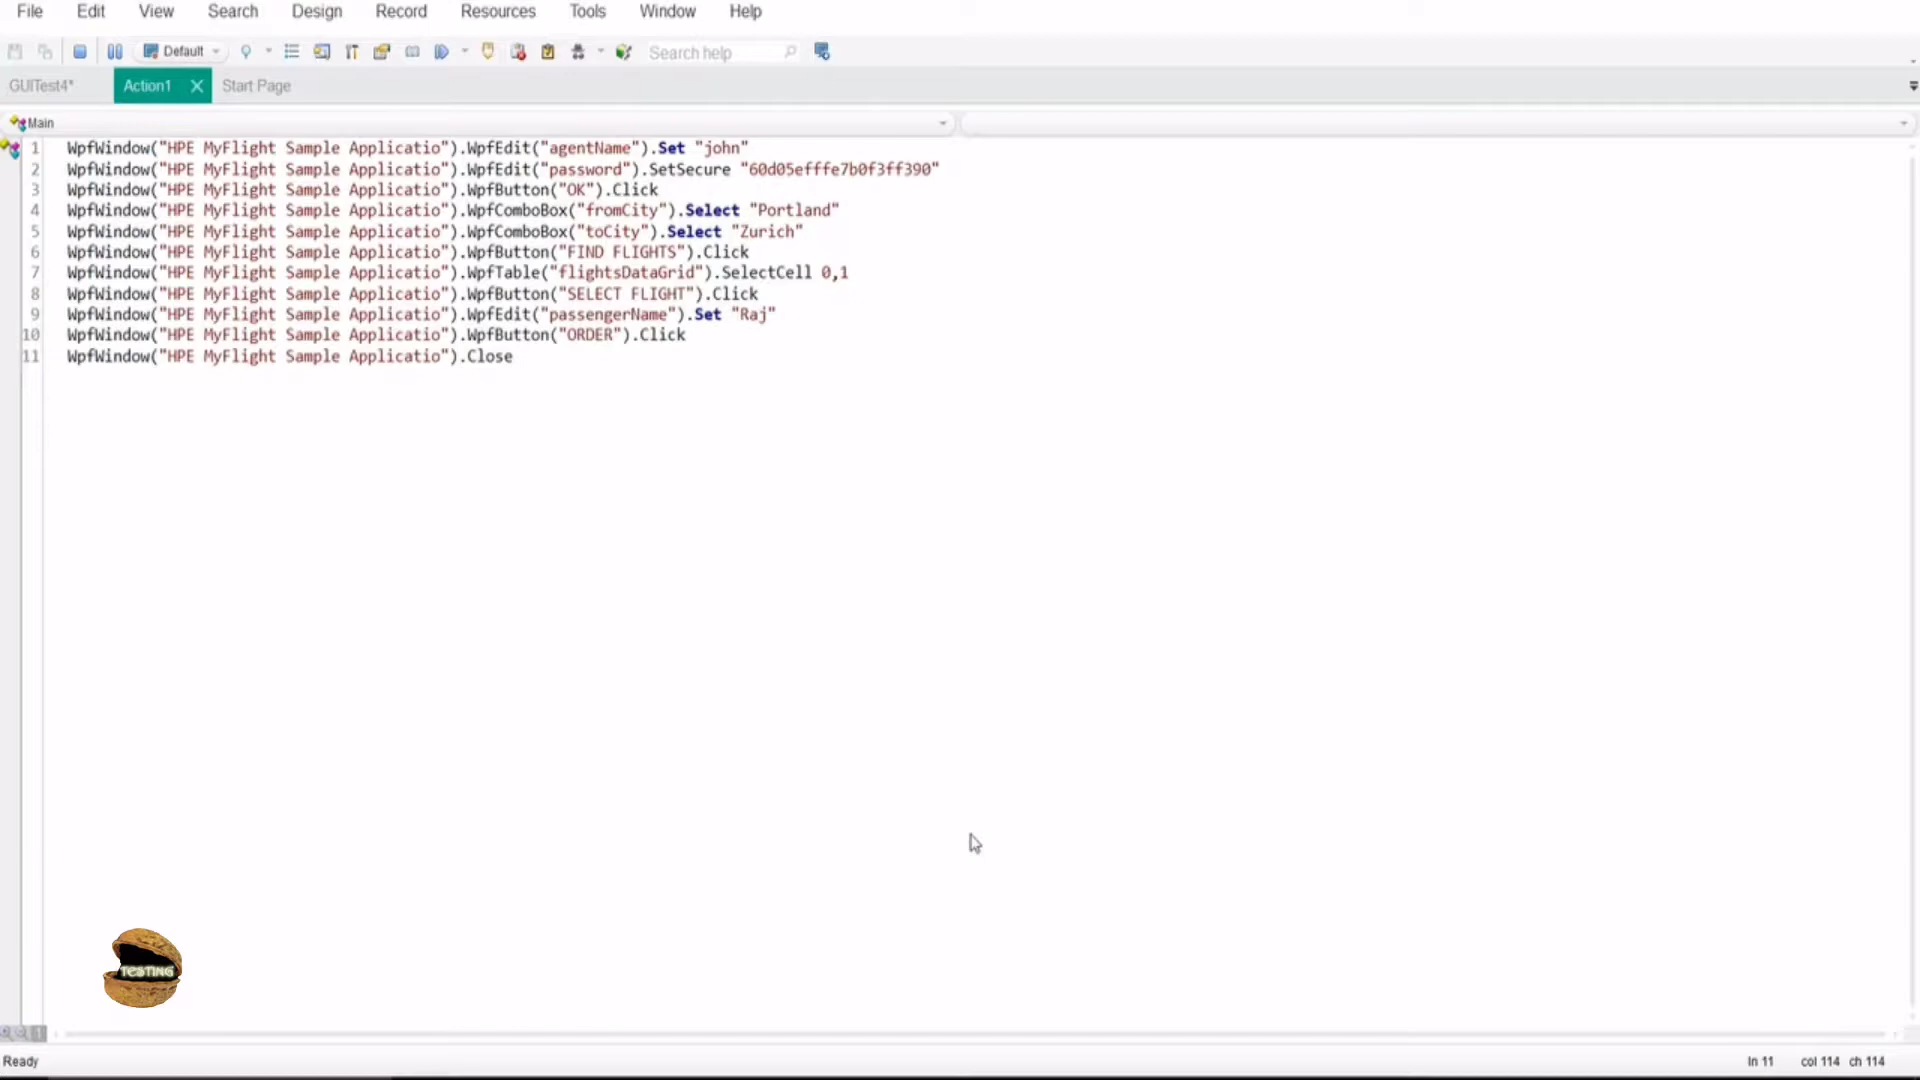 File Edit View Search Design Record Resources Tools Window Help
Default Search help
GUITest4* Action1 Start Page
Main
1 WpfWindow("HPE MyFlight Sample Applicatio").WpfEdit("agentName").Set "john"
2 WpfWindow("HPE MyFlight Sample Applicatio").WpfEdit("password").SetSecure "60d05efffe7b0f3ff390"
3 WpfWindow("HPE MyFlight Sample Applicatio").WpfButton("OK").Click
4 WpfWindow("HPE MyFlight Sample Applicatio").WpfComboBox("fromCity").Select "Portland"
5 WpfWindow("HPE MyFlight Sample Applicatio").WpfComboBox("toCity").Select "Zurich"
6 WpfWindow("HPE MyFlight Sample Applicatio").WpfButton("FIND FLIGHTS").Click
7 WpfWindow("HPE MyFlight Sample Applicatio").WpfTable("flightsDataGrid").SelectCell 0,1
8 WpfWindow("HPE MyFlight Sample Applicatio").WpfButton("SELECT FLIGHT").Click
9 WpfWindow("HPE MyFlight Sample Applicatio").WpfEdit("passengerName").Set "Raj"
10 WpfWindow("HPE MyFlight Sample Applicatio").WpfButton("ORDER").Click
11 WpfWindow("HPE MyFlight Sample Applicatio").Close
TESTING
Ready ln 11 col 114 ch 114